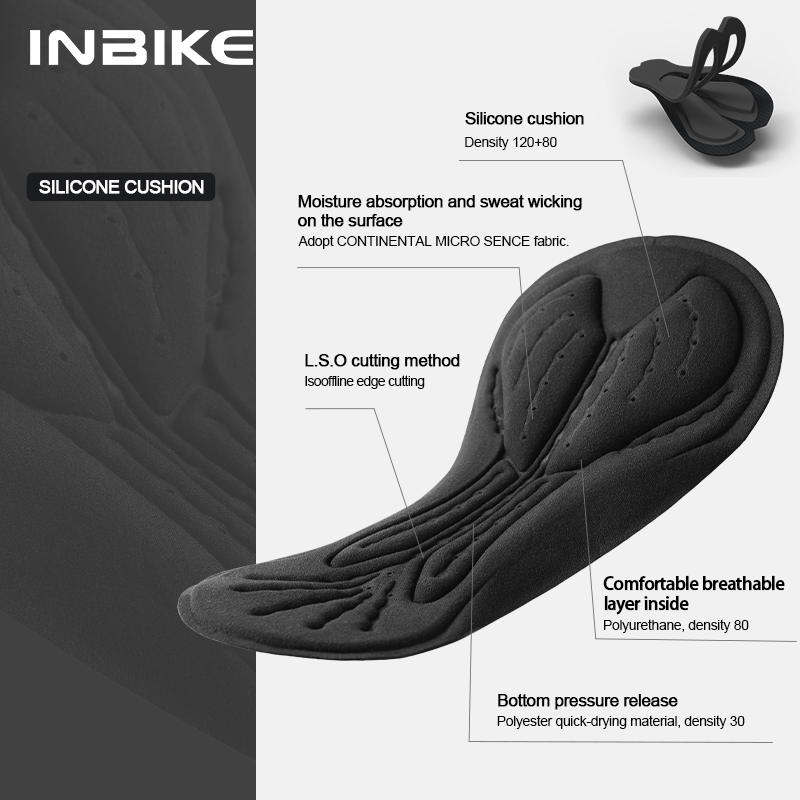 INBIKE
SILICONE CUSHION
Silicone cushion
Density 120+80
Moisture absorption and sweat wicking
on the surface
Adopt CONTINENTAL MICRO SENCE fabric.
L.S.O cutting method
Isooffline edge cutting
Comfortable breathable
layer inside
Polyurethane, density 80
Bottom pressure release
Polyester quick-drying material, density 30